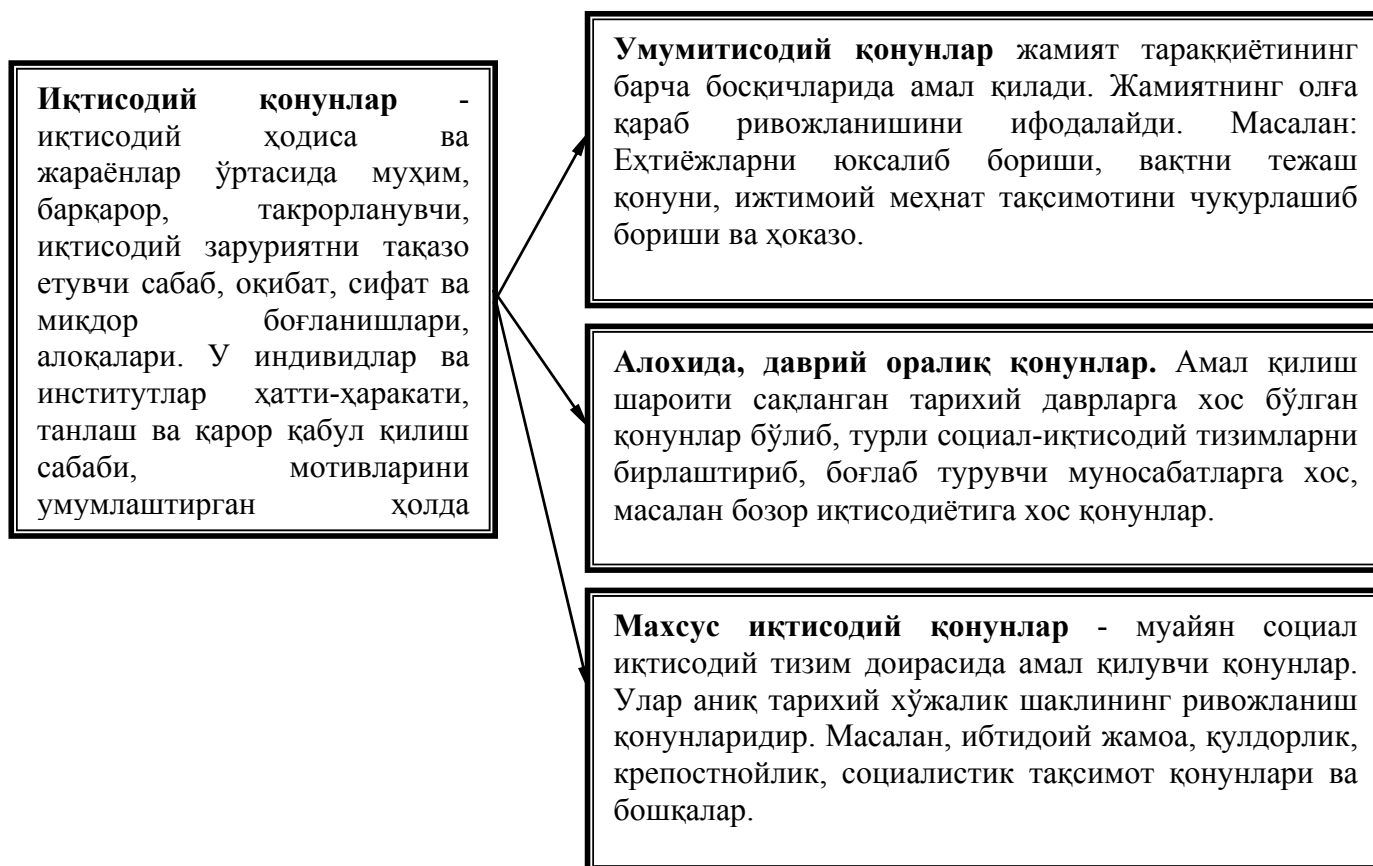 Иқтисодий қонунлар -
иқтисодий ҳодиса ва
жараёнлар ўртасида муҳим,
барқарор, такрорланувчи,
иқтисодий заруриятни тақазо
етувчи сабаб, оқибат, сифат ва
миқдор боғланишлари,
алоқалари. У индивидлар ва
институтлар ҳатти-ҳаракати,
танлаш ва қарор қабул қилиш
сабаби, мотивларини
умумлаштирган ҳолда
Умумитисодий қонунлар жамият тараққиётининг
барча босқичларида амал қилади. Жамиятнинг олға
қараб ривожланишини ифодалайди. Масалан:
Еҳтиёжларни юксалиб бориши, вақтни тежаш
қонуни, ижтимоий меҳнат тақсимотини чуқурлашиб
бориши ва ҳоказо.
Алохида, даврий оралиқ қонунлар. Амал қилиш
шароити сақланган тарихий даврларга хос бўлган
қонунлар бўлиб, турли социал-иқтисодий тизимларни
бирлаштириб, боғлаб турувчи муносабатларга хос,
масалан бозор иқтисодиётига хос қонунлар.
Махсус иқтисодий қонунлар - муайян социал
иқтисодий тизим доирасида амал қилувчи қонунлар.
Улар аниқ тарихий хўжалик шаклининг ривожланиш
қонунларидир. Масалан, ибтидоий жамоа, қулдорлик,
крепостнойлик, социалистик тақсимот қонунлари ва
бошқалар.